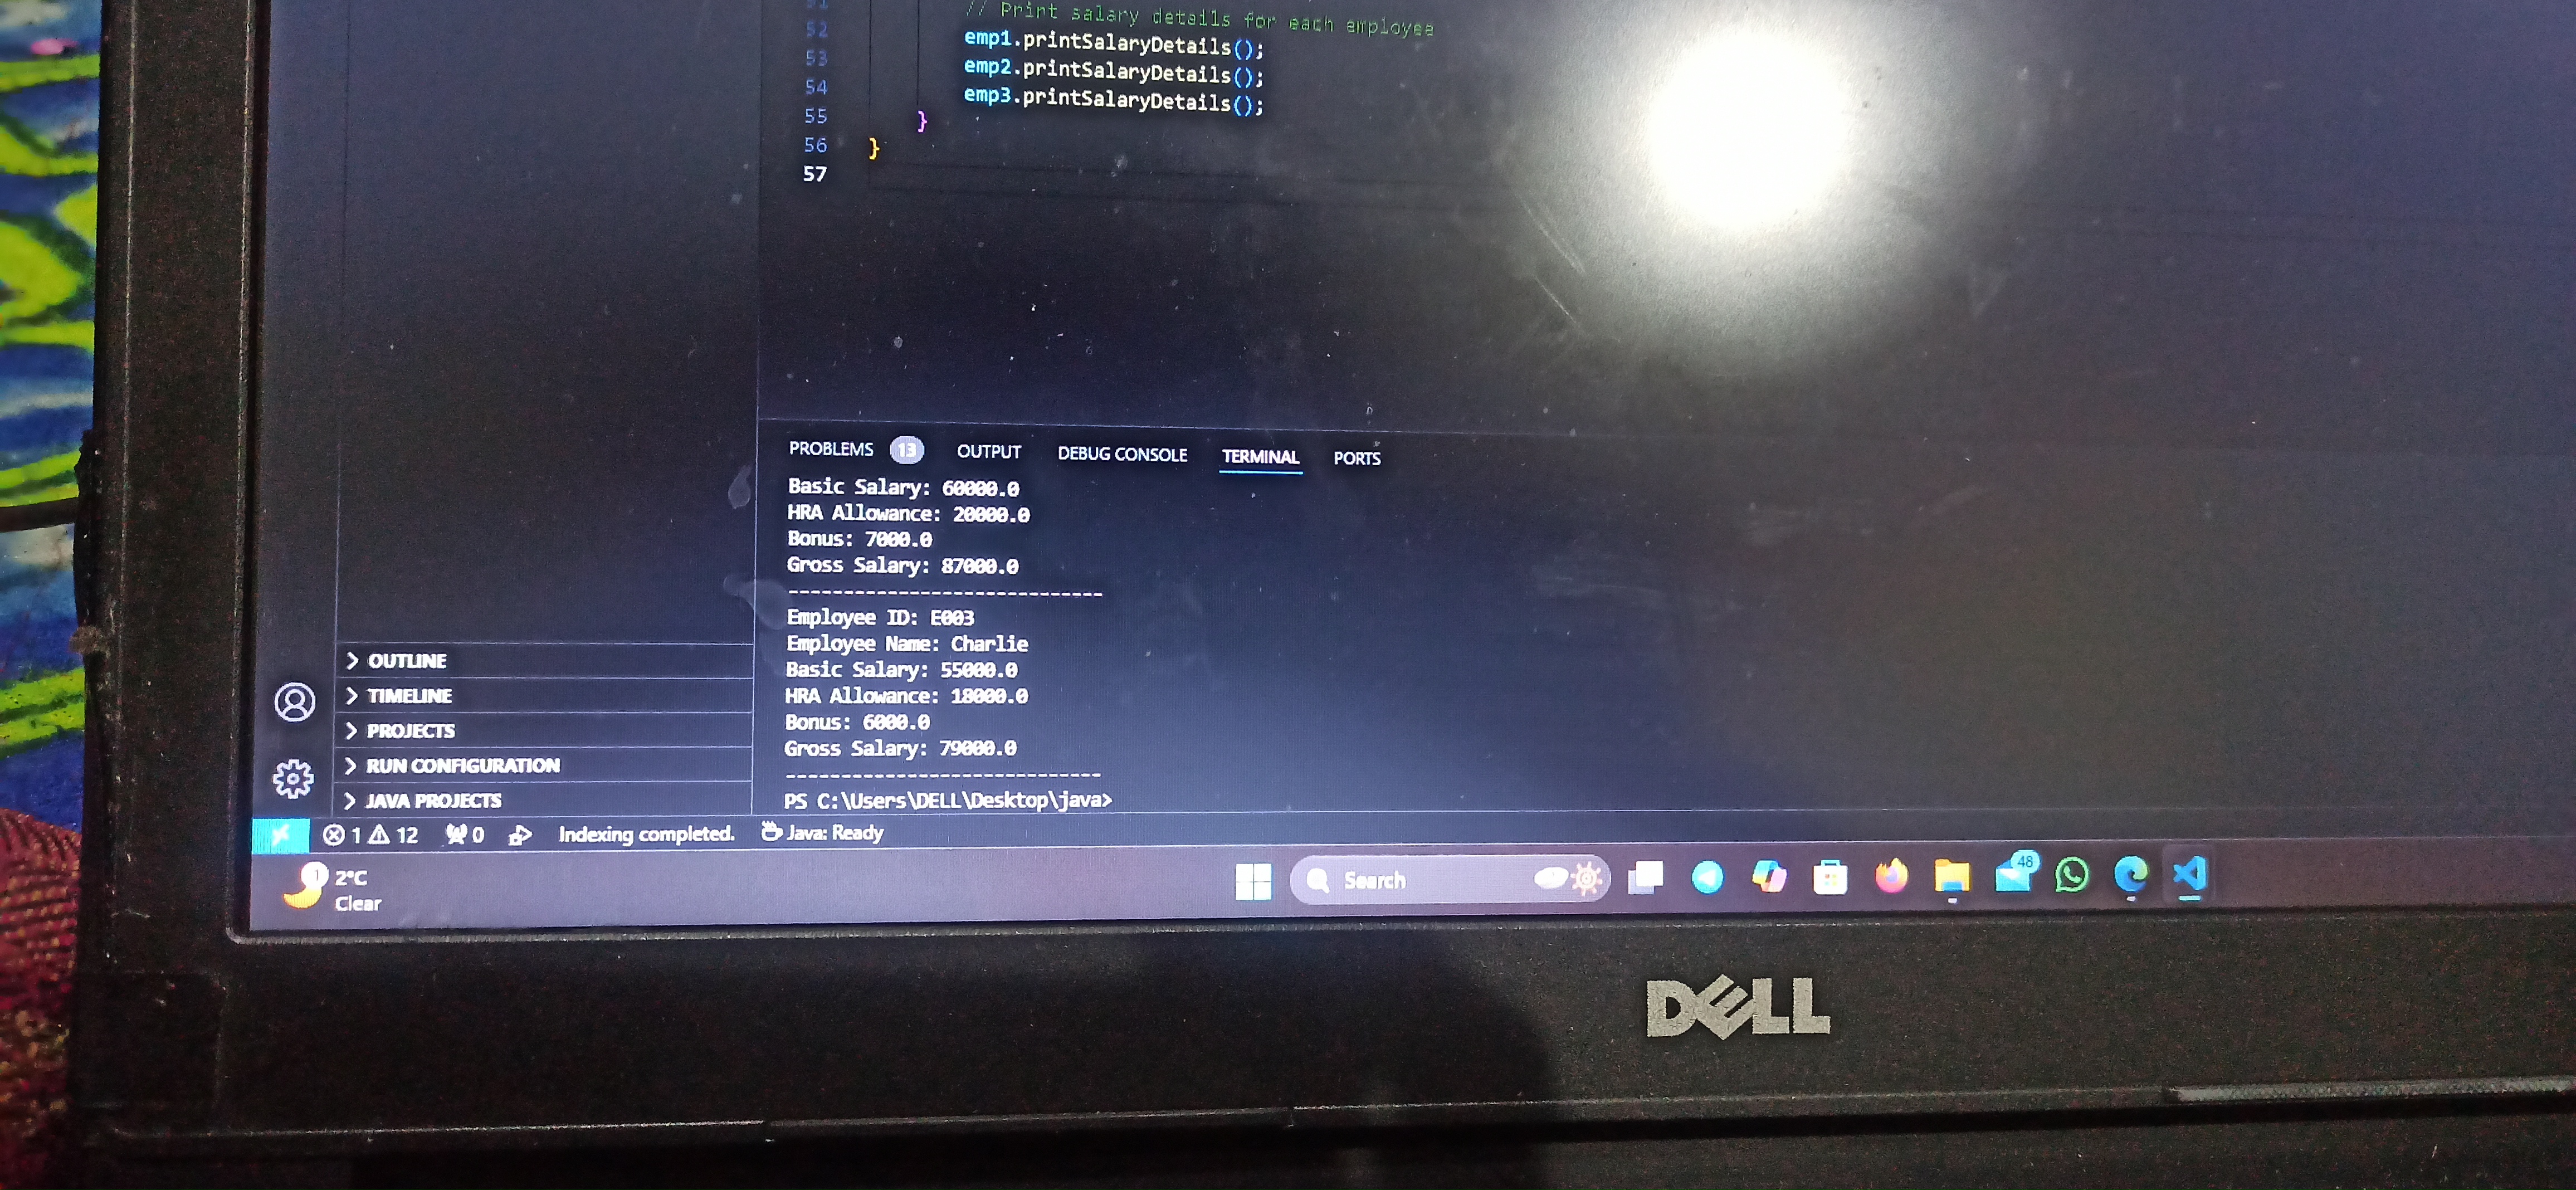 51
// Print salary details for each employee
52 emp1.printSalaryDetails();
53 emp2.printSalaryDetails();
54 emp3.printSalaryDetails();
55 }
56 }
57
PROBLEMS 13 OUTPUT DEBUG CONSOLE TERMINAL PORTS
Basic Salary: 60000.0
HRA Allowance: 20000.0
Bonus: 7000.0
Gross Salary: 87000.0
----------------------------
Employee ID: E003
Employee Name: Charlie
Basic Salary: 55000.0
HRA Allowance: 18000.0
Bonus: 6000.0
Gross Salary: 79000.0
----------------------------
PS C:\Users\DELL\Desktop\java>
OUTLINE
TIMELINE
PROJECTS
RUN CONFIGURATION
JAVA PROJECTS
1 12 0 Indexing completed. Java: Ready
1 2°C
Clear
Search
48
DELL